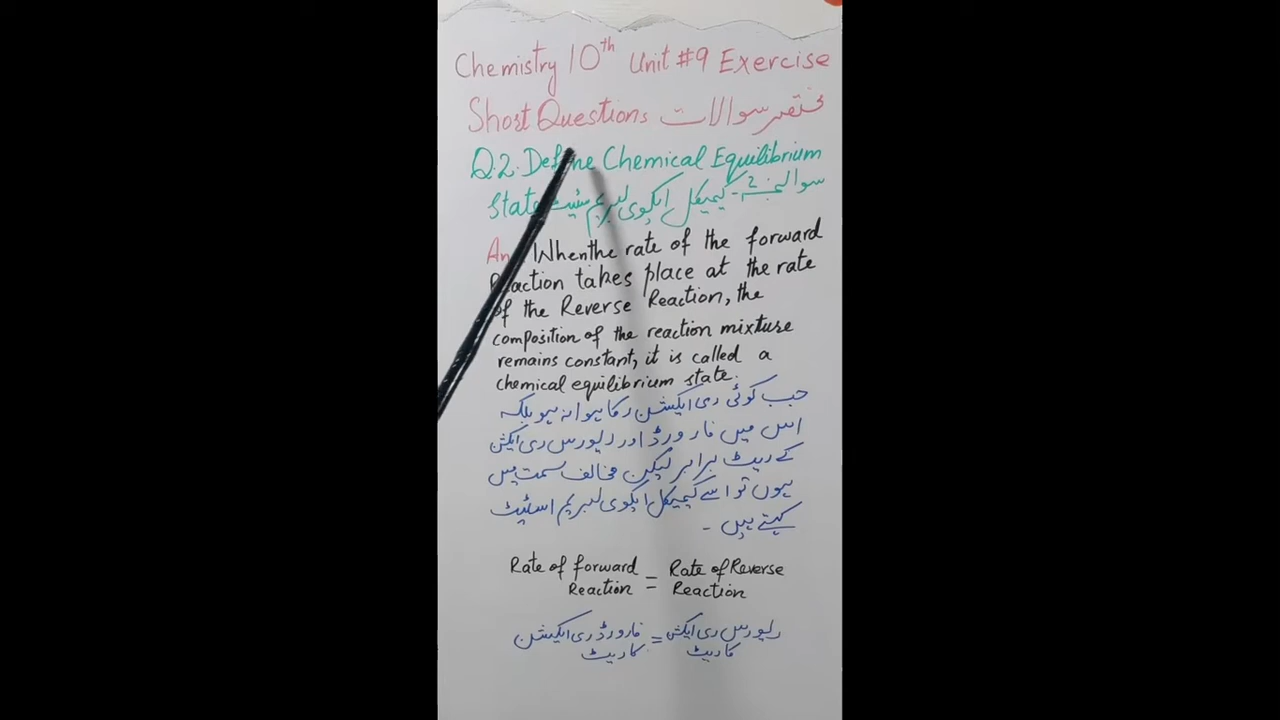 Chemistry 10th Unit #9 Exercise
Short Questions مختصر سوالات
Q.2. Define Chemical Equilibrium
State سوال نمبر 2- کیمیکل ایکوی لبریم سٹیٹ
When the rate of the forward
Reaction takes place at the rate
of the Reverse Reaction, the
composition of the reaction mixture
remains constant, it is called a
chemical equilibrium state.
جب کوئی ری ایکشن رکا ہوا نہ ہو بلکہ
اس میں فارورڈ اور ریورس ری ایکشن
کے ریٹ برابر لیکن مخالف سمت میں
ہوں تو اسے کیمیکل ایکوی لبریم اسٹیٹ
کہتے ہیں -
Rate of forward Reaction = Rate of Reverse Reaction
ریورس ری ایکشن کا ریٹ = فارورڈ ری ایکشن کا ریٹ